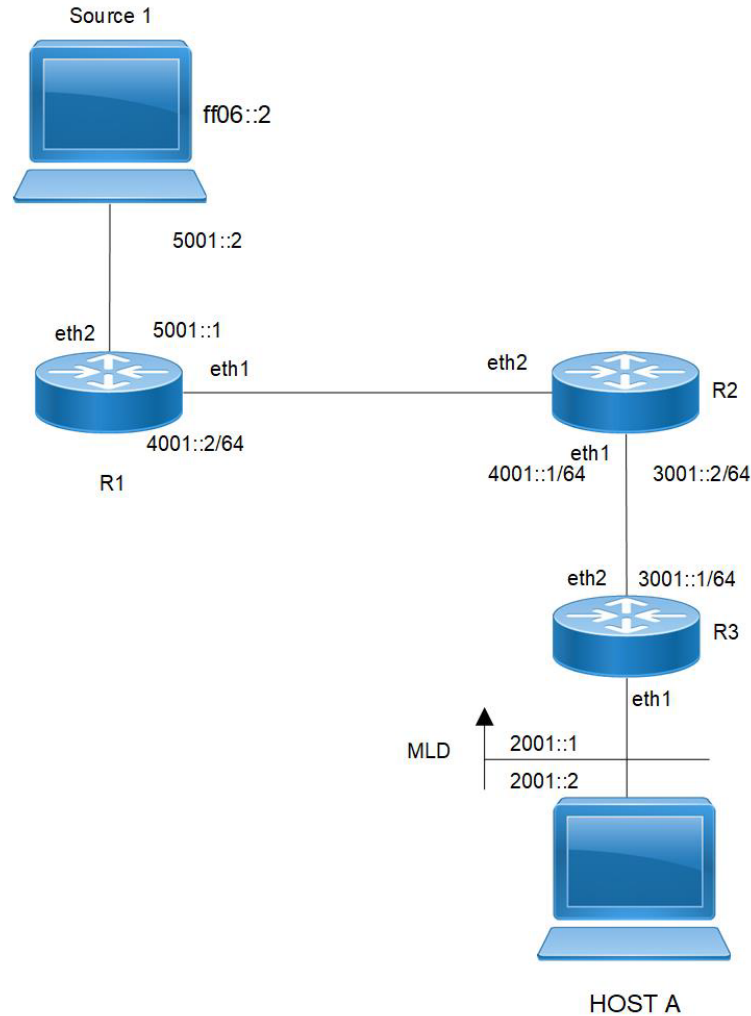 Source 1
ff06::2
5001::2
eth2
5001::1
eth1
eth2
R2
4001::2/64
R1
eth1
4001::1/64
3001::2/64
eth2
3001::1/64
R3
eth1
MLD
2001::1
2001::2
HOST A